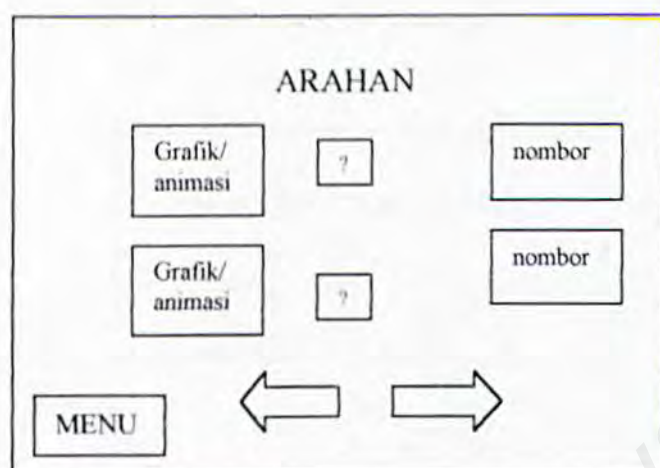 ARAHAN
Grafik/
animasi
?
nombor
Grafik/
animasi
?
nombor
MENU